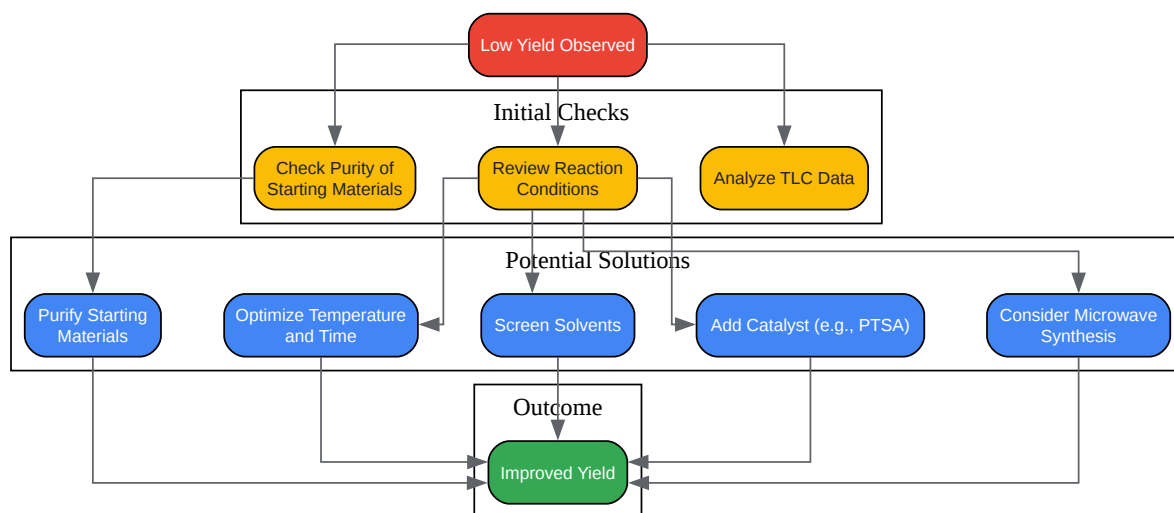 Low Yield Observed
Initial Checks
Check Purity of
Starting Materials
Review Reaction
Conditions
Analyze TLC Data
Potential Solutions
Purify Starting
Materials
Optimize Temperature
and Time
Screen Solvents
Add Catalyst (e.g., PTSA)
Consider Microwave
Synthesis
Outcome
Improved Yield